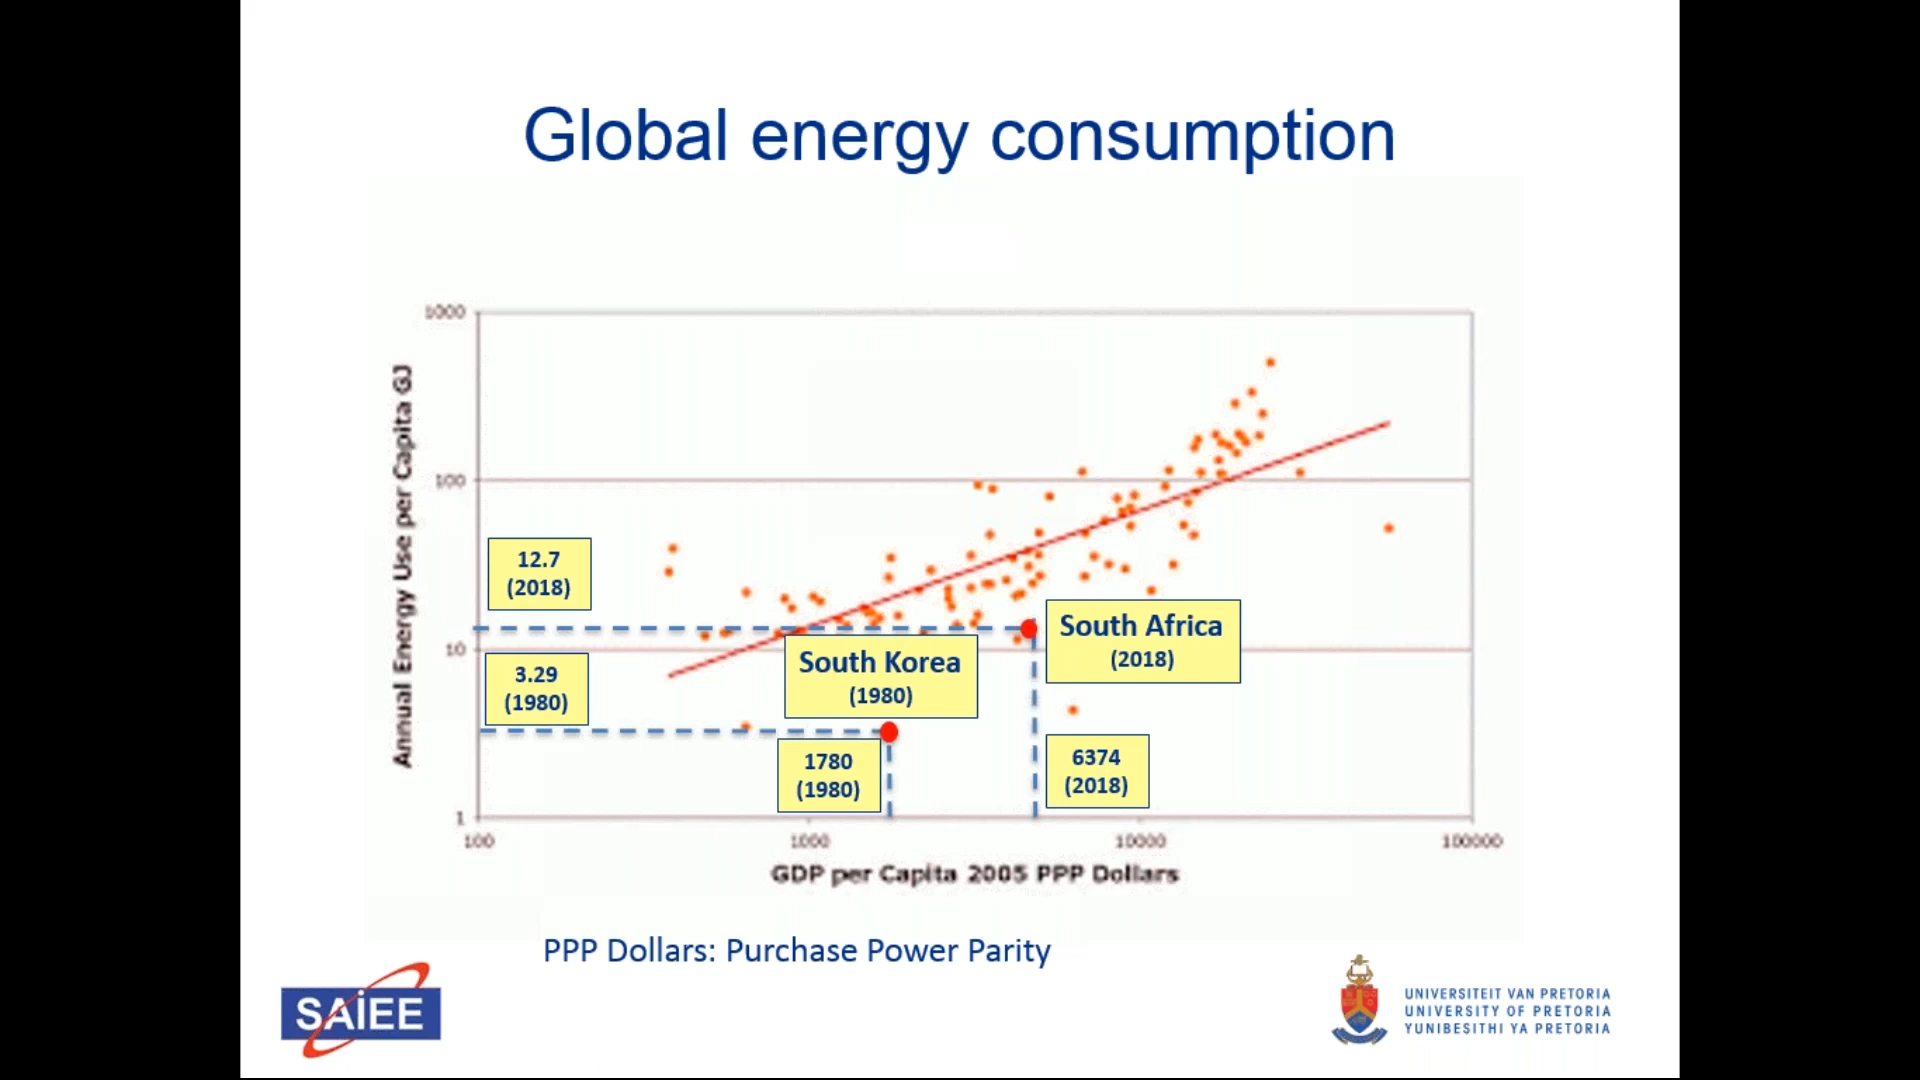 Global energy consumption
1000
100
10
1
Annual Energy Use per Capita GJ
12.7
(2018)
3.29
(1980)
South Korea
(1980)
1780
(1980)
South Africa
(2018)
6374
(2018)
100
1000
10000
100000
GDP per Capita 2005 PPP Dollars
PPP Dollars: Purchase Power Parity
SAIEE
UNIVERSITEIT VAN PRETORIA
UNIVERSITY OF PRETORIA
YUNIBESITHI YA PRETORIA